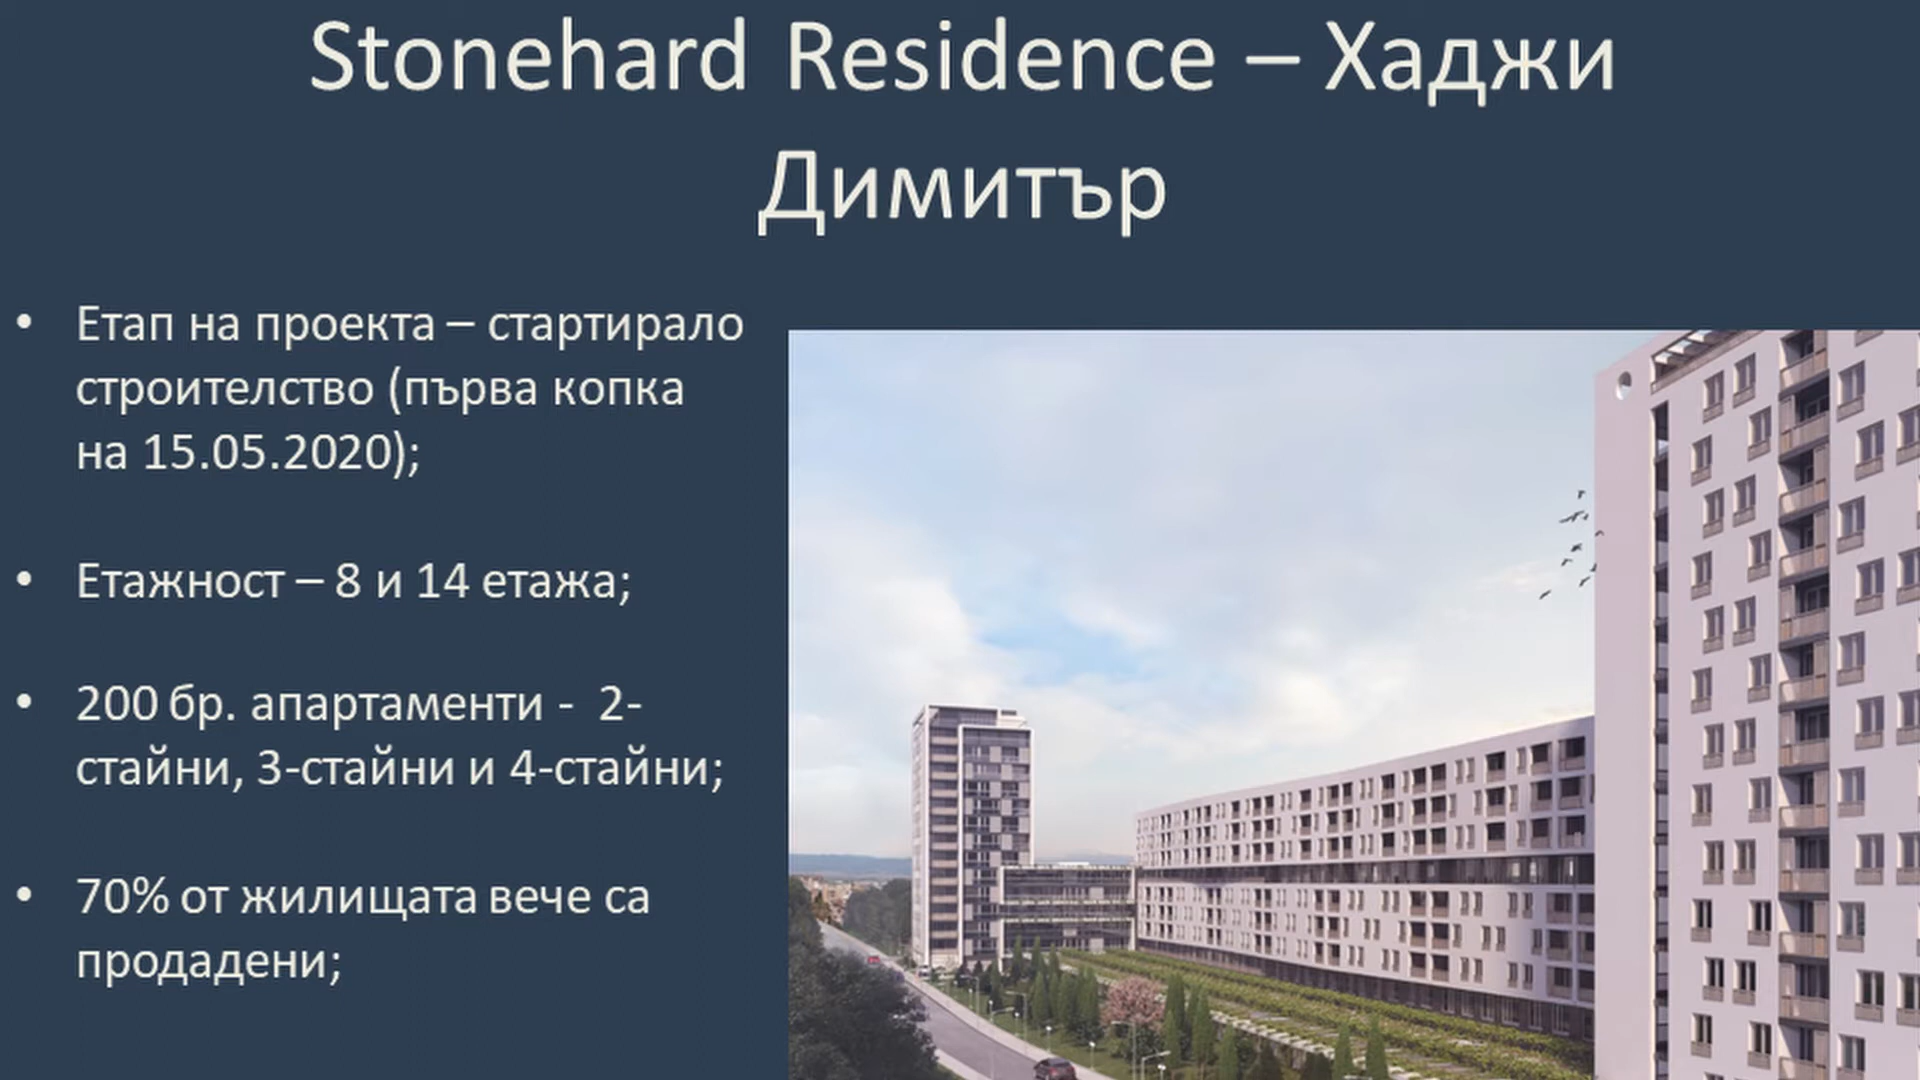 Stonehard Residence – Хаджи
Димитър
• Етап на проекта – стартирало
строителство (първа копка
на 15.05.2020);
• Етажност – 8 и 14 етажа;
• 200 бр. апартаменти - 2-
стайни, 3-стайни и 4-стайни;
• 70% от жилищата вече са
продадени;